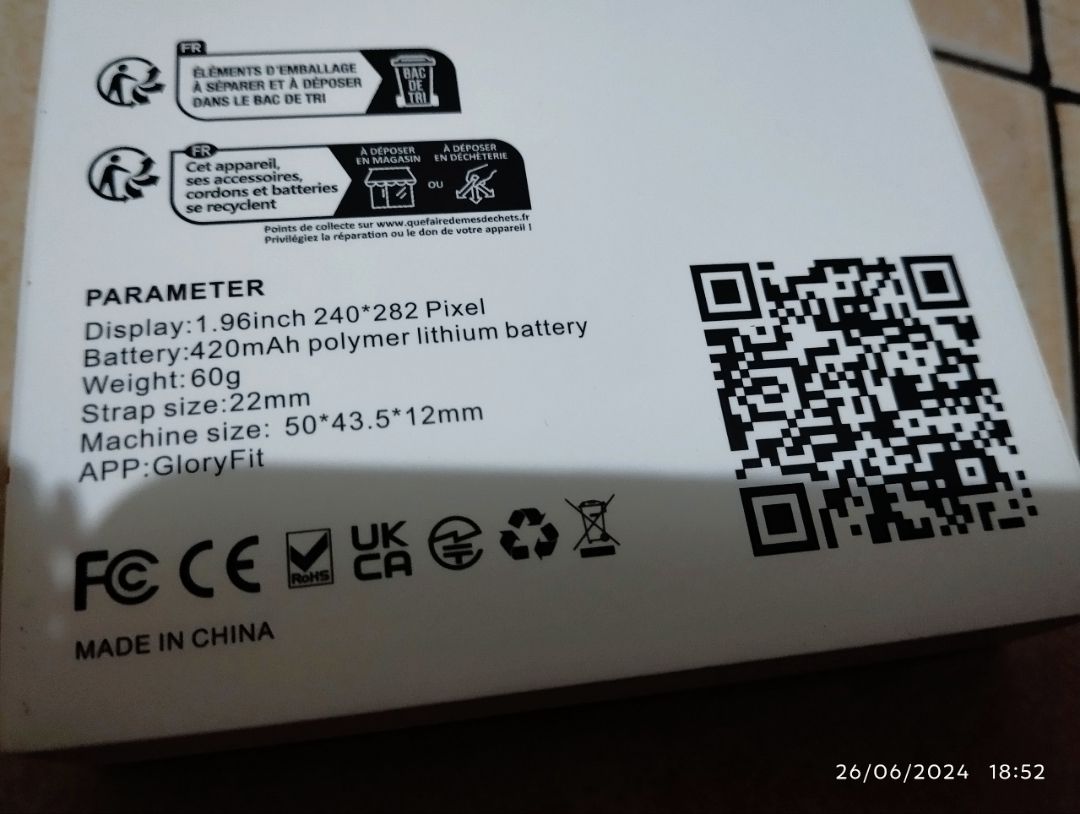 FR
ÉLÉMENTS D'EMBALLAGE
À SÉPARER ET À DÉPOSER
DANS LE BAC DE TRI
BAC
DE
TRI
FR
Cet appareil,
ses accessoires,
cordons et batteries
se recyclent
À DÉPOSER
EN MAGASIN
OU
À DÉPOSER
EN DÉCHÈTERIE
Points de collecte sur www.quefairedemesdechets.fr
Privilégiez la réparation ou le don de votre appareil !
PARAMETER
Display:1.96inch 240*282 Pixel
Battery:420mAh polymer lithium battery
Weight: 60g
Strap size:22mm
Machine size: 50*43.5*12mm
APP:GloryFit
FC CE RoHS UK
CA
MADE IN CHINA
26/06/2024 18:52